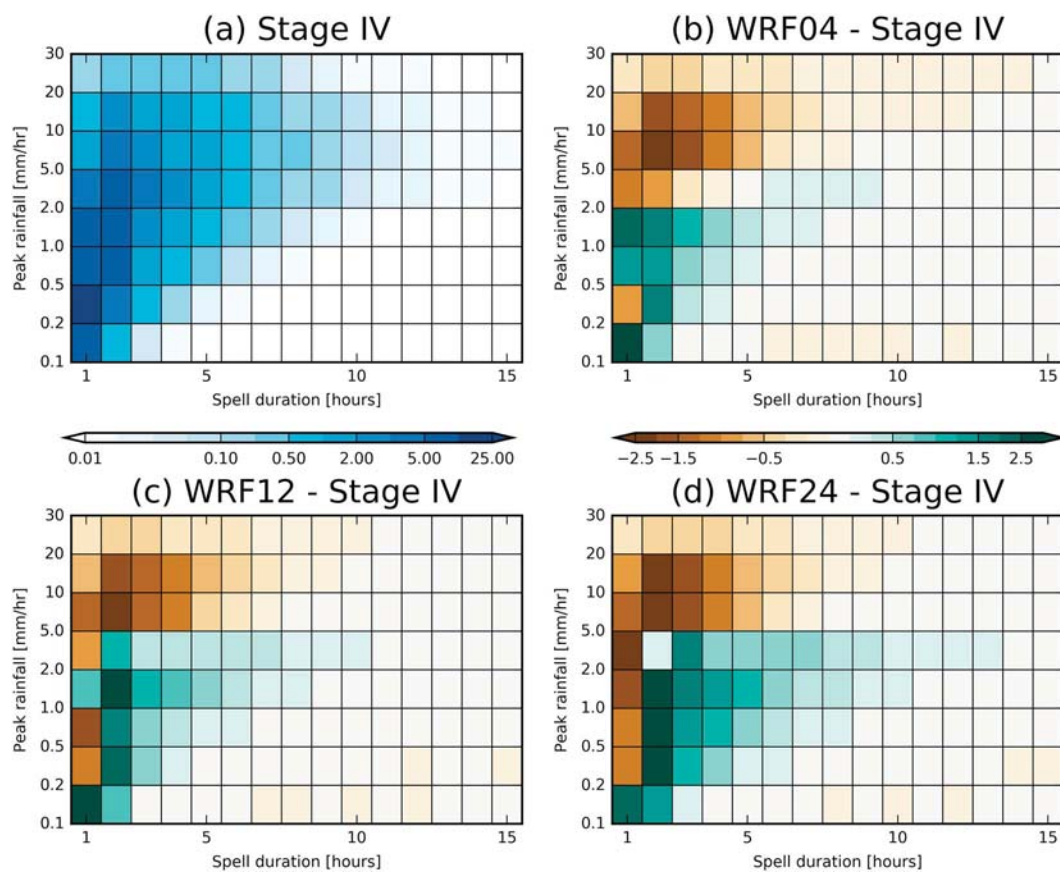 (a) Stage IV
Peak rainfall [mm/hr]
30
20
10
5.0
2.0
1.0
0.5
0.2
0.1
1 5 10 15
Spell duration [hours]
0.01 0.10 0.50 2.00 5.00 25.00
(b) WRF04 - Stage IV
Peak rainfall [mm/hr]
30
20
10
5.0
2.0
1.0
0.5
0.2
0.1
1 5 10 15
Spell duration [hours]
−2.5 −1.5 −0.5 0.5 1.5 2.5
(c) WRF12 - Stage IV
Peak rainfall [mm/hr]
30
20
10
5.0
2.0
1.0
0.5
0.2
0.1
1 5 10 15
Spell duration [hours]
(d) WRF24 - Stage IV
Peak rainfall [mm/hr]
30
20
10
5.0
2.0
1.0
0.5
0.2
0.1
1 5 10 15
Spell duration [hours]